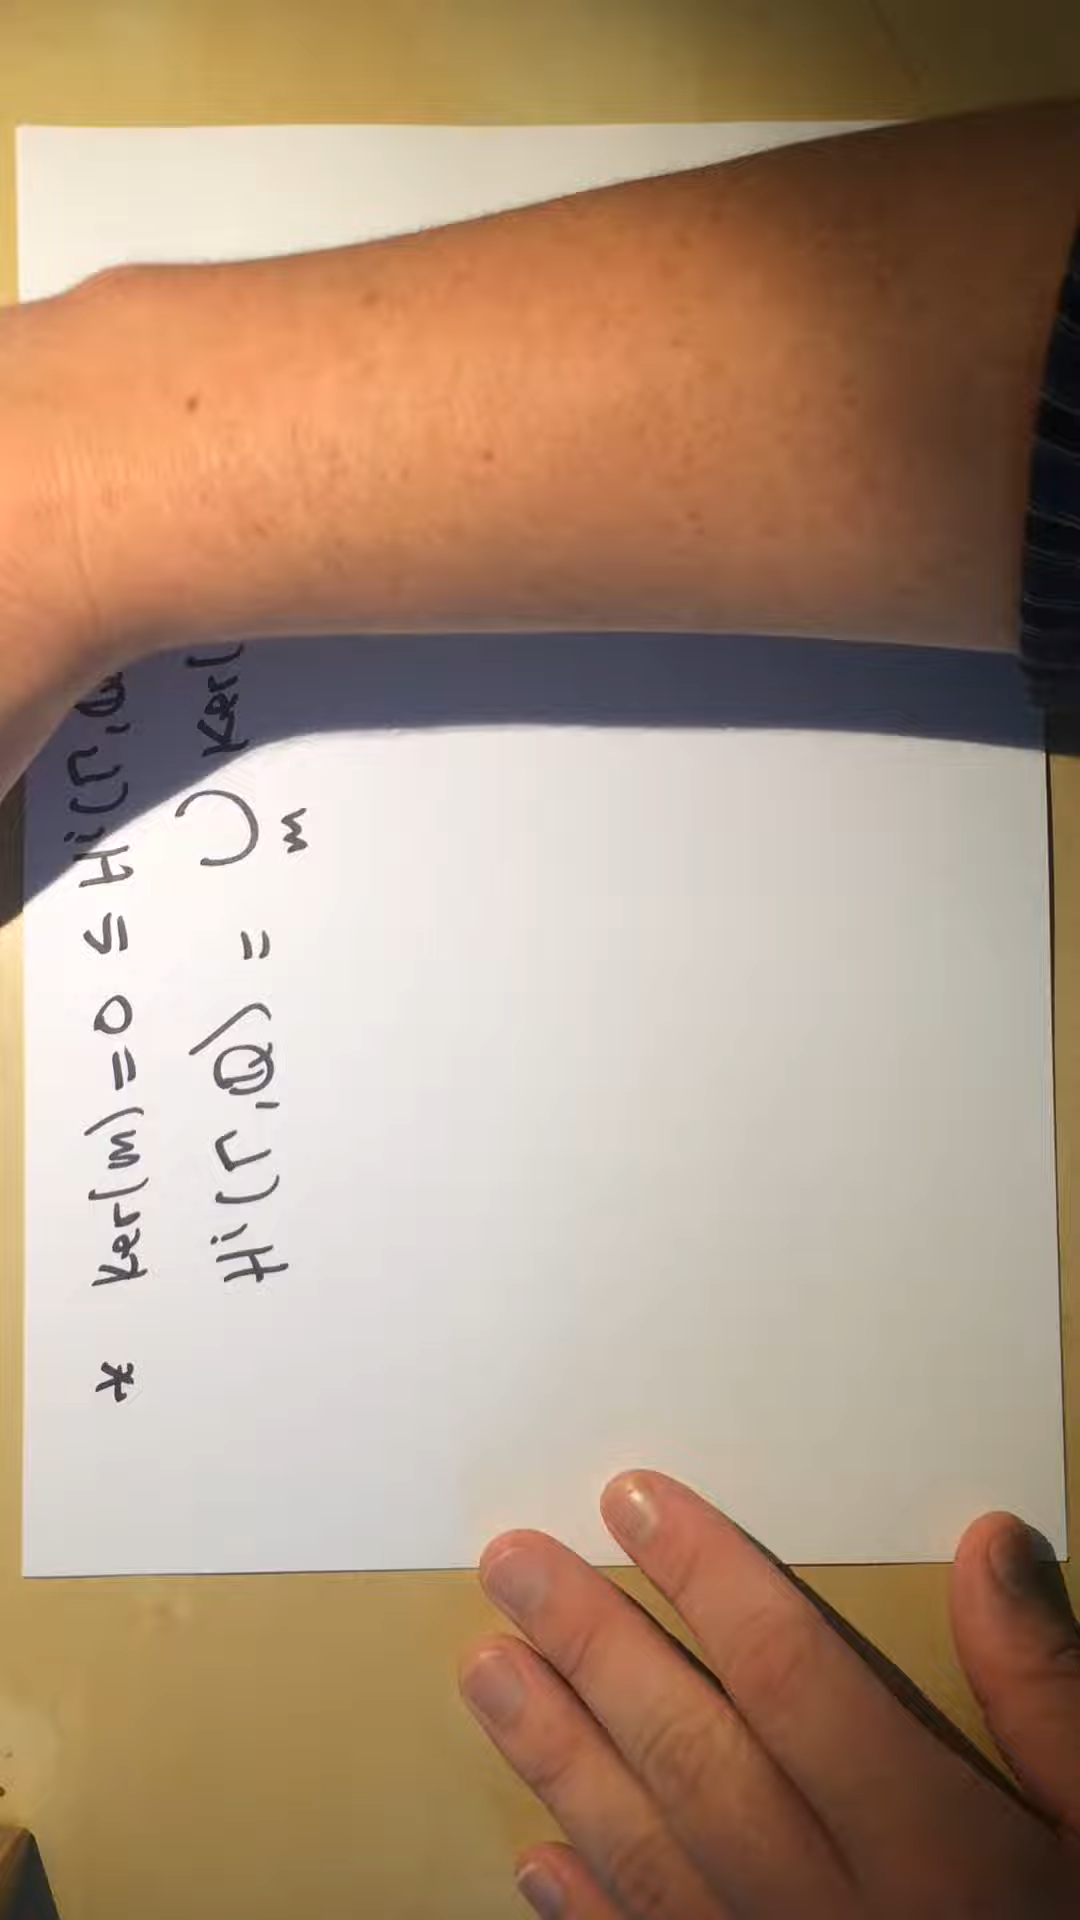 * Ker(m) = 0 ≤ Hi(Γ, Q
Hi(Γ, Q) = ⋃ Ker(
m